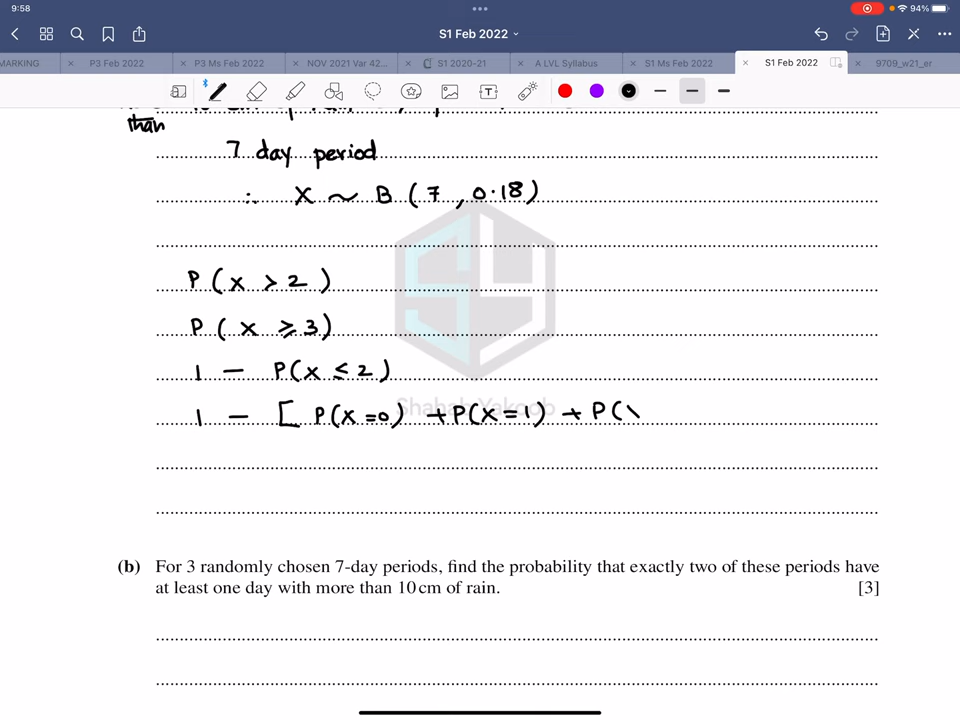 9:58
94%
S1 Feb 2022
MARKING
P3 Feb 2022
P3 Ms Feb 2022
NOV 2021 Var 42...
S1 2020-21
A LVL Syllabus
S1 Ms Feb 2022
S1 Feb 2022
9709_w21_er
than
7 day period
∴ X ~ B ( 7 , 0.18 )
P ( x > 2 )
P ( x ≥ 3 )
1 - P(x ≤ 2 )
1 - [ P(x = 0) + P(x = 1) + P(
Shahab Yakoob
(b) For 3 randomly chosen 7-day periods, find the probability that exactly two of these periods have
at least one day with more than 10 cm of rain. [3]